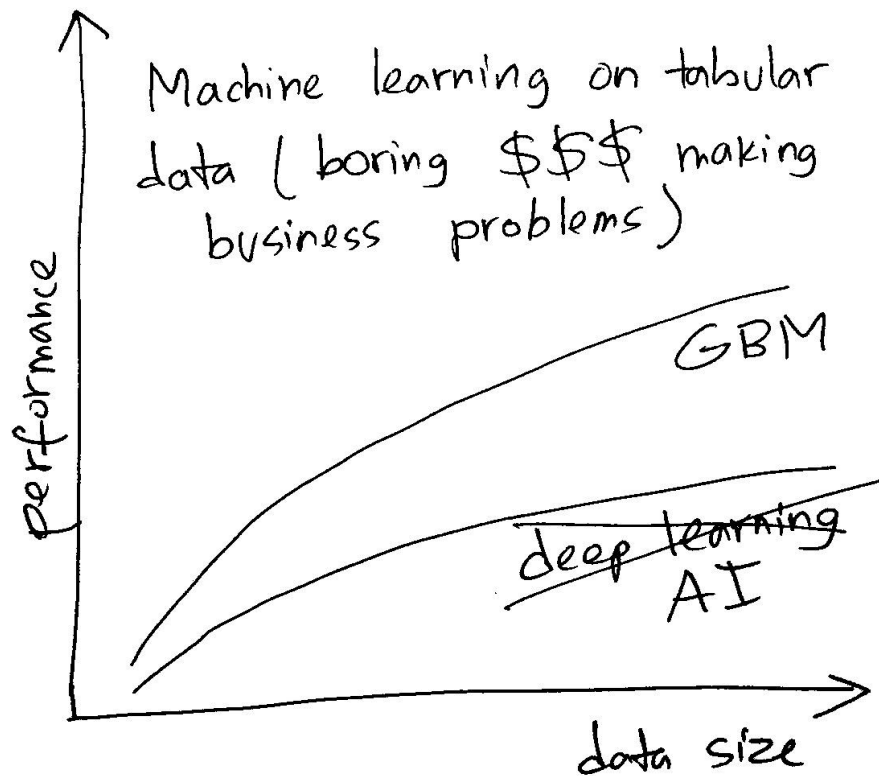 Machine learning on tabular
data ( boring $$$ making
business problems)
performance
GBM
deep learning
AI
data size